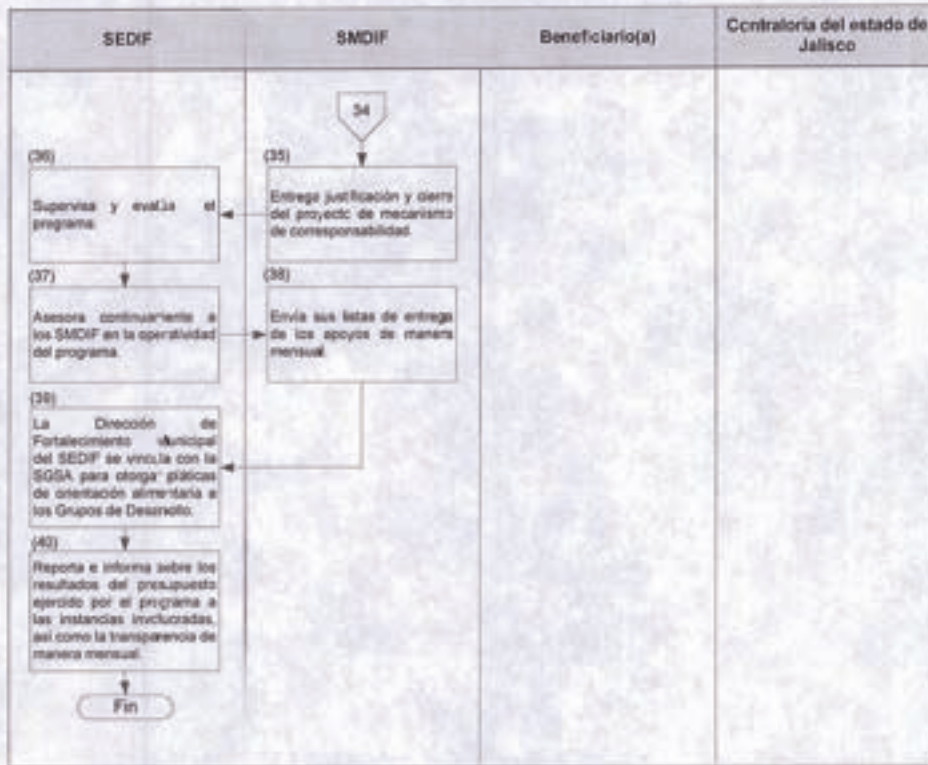 SEDIF
SMDIF
Beneficiario(a)
Contraloria del estado de
Jalisco
34
(35)
Entrega justificación y cierre
del proyecto de mecanismo
de corresponsabilidad.
(36)
Supervisa y evalúa el
programa.
(37)
Asesora continuamente a
los SMDIF en la operatividad
del programa.
(38)
Envía sus listas de entrega
de los apoyos de manera
mensual.
(39)
La Dirección de
Fortalecimiento Municipal
del SEDIF se vincula con la
SGSA para otorgar pláticas
de orientación alimentaria a
los Grupos de Desarrollo.
(40)
Reporta e informa sobre los
resultados del presupuesto
ejercido por el programa a
las instancias involucradas,
así como la transparencia de
manera mensual.
Fin